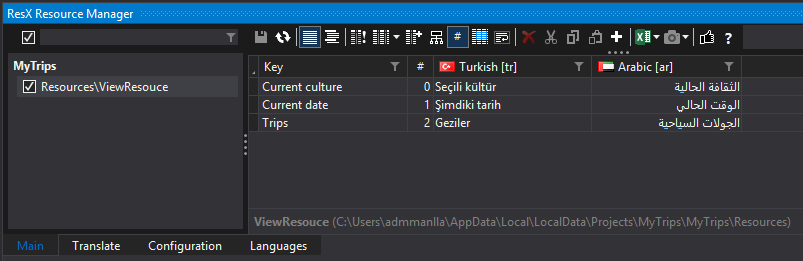 ResX Resource Manager
#
MyTrips
Resources\ViewResouce
Key # Turkish [tr] Arabic [ar]
Current culture 0 Seçili kültür الثقافة الحالية
Current date 1 Şimdiki tarih الوقت الحالي
Trips 2 Geziler الجولات السياحية
ViewResouce (C:\Users\admmanlla\AppData\Local\LocalData\Projects\MyTrips\MyTrips\Resources)
Main Translate Configuration Languages